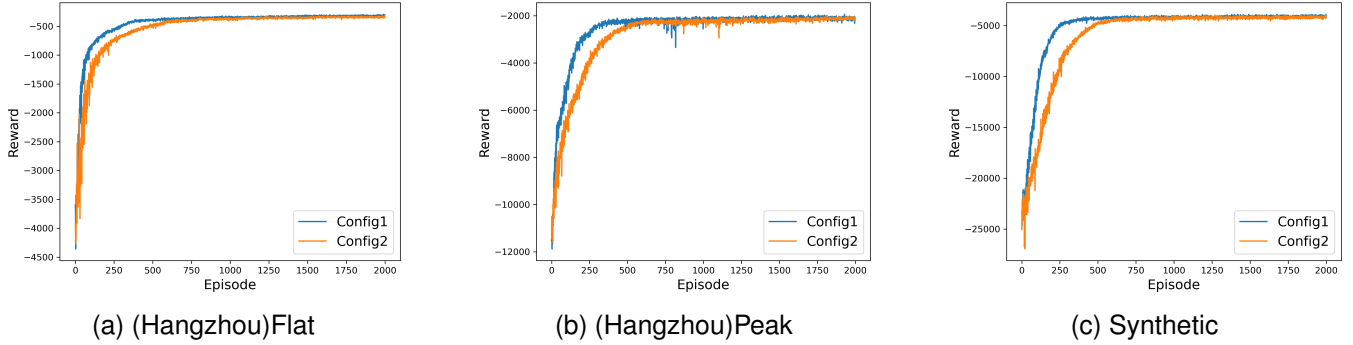 −500
−1000
−1500
−2000
−2500
−3000
−3500
−4000
−4500
Reward
0 250 500 750 1000 1250 1500 1750 2000
Episode
Config1
Config2
(a) (Hangzhou)Flat
−2000
−4000
−6000
−8000
−10000
−12000
Reward
0 250 500 750 1000 1250 1500 1750 2000
Episode
Config1
Config2
(b) (Hangzhou)Peak
−5000
−10000
−15000
−20000
−25000
Reward
0 250 500 750 1000 1250 1500 1750 2000
Episode
Config1
Config2
(c) Synthetic